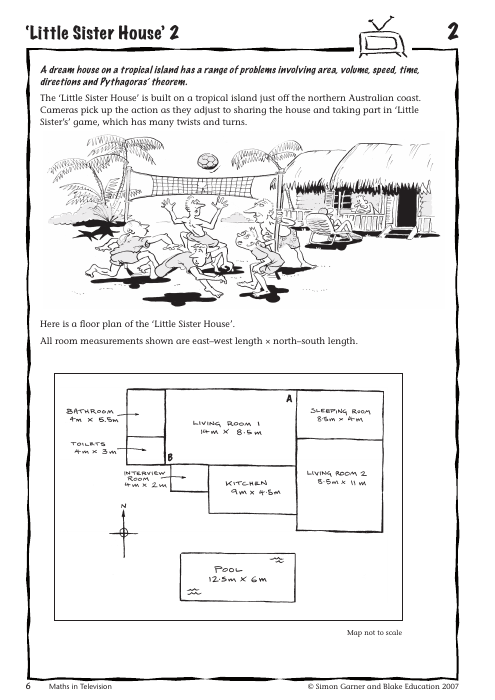 'Little Sister House' 2
2
A dream house on a tropical island has a range of problems involving area, volume, speed, time,
directions and Pythagoras' theorem.
The 'Little Sister House' is built on a tropical island just off the northern Australian coast.
Cameras pick up the action as they adjust to sharing the house and taking part in 'Little
Sister's' game, which has many twists and turns.
Here is a floor plan of the 'Little Sister House'.
All room measurements shown are east–west length × north–south length.
A
BATHROOM
4m x 5.5m
LIVING ROOM 1
14m x 8.5m
SLEEPING ROOM
8.5m x 4m
TOILETS
4m x 3m
B
INTERVIEW
ROOM
4m x 2m
KITCHEN
9m x 4.5m
LIVING ROOM 2
8.5m x 11m
N
POOL
12.5m x 6m
Map not to scale
6
Maths in Television
© Simon Garner and Blake Education 2007